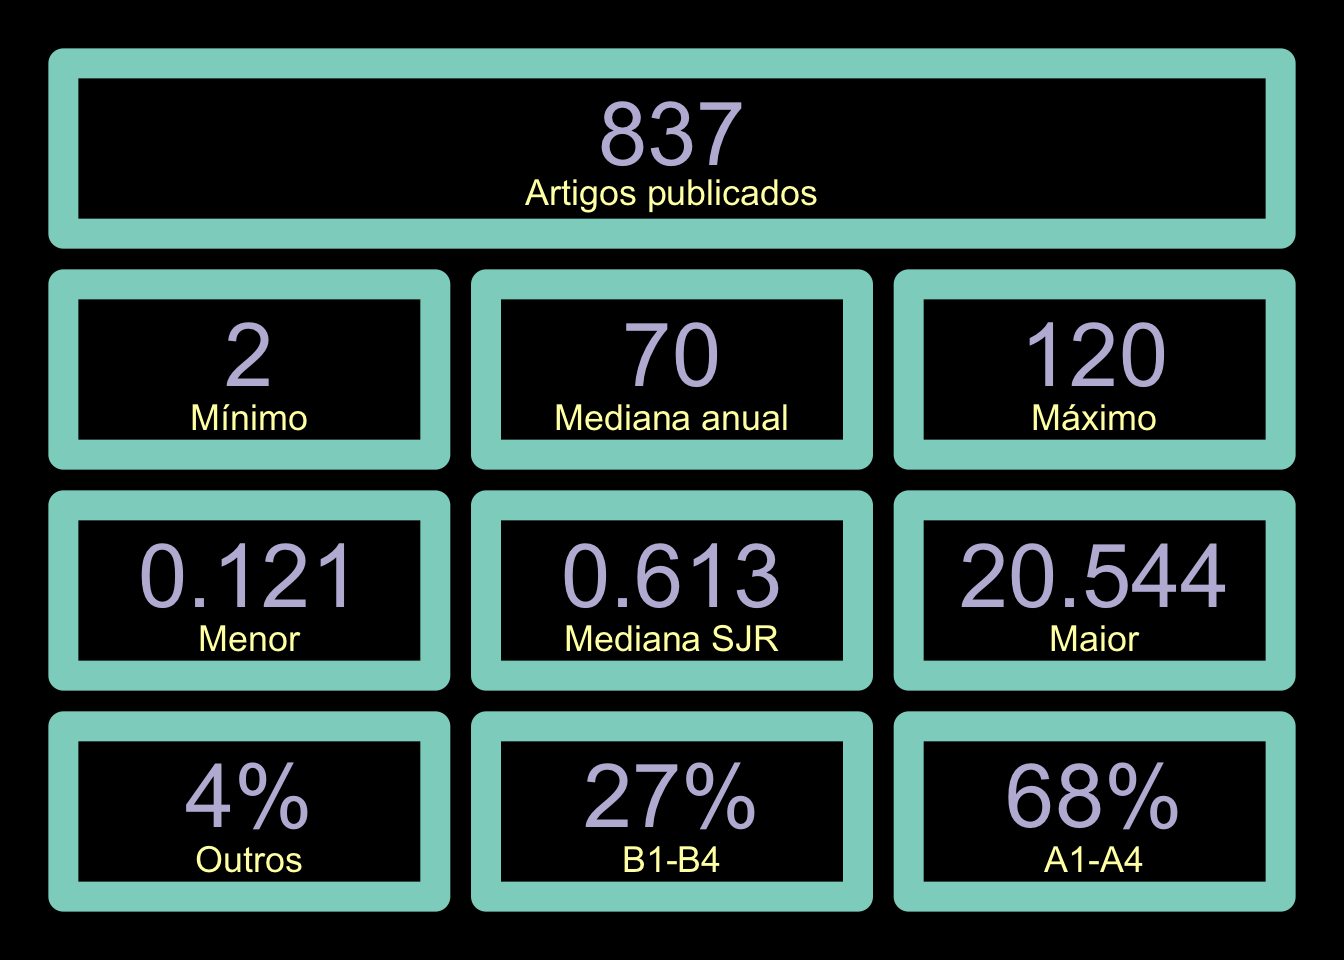 837
Artigos publicados
2
Mínimo
70
Mediana anual
120
Máximo
0.121
Menor
0.613
Mediana SJR
20.544
Maior
4%
Outros
27%
B1-B4
68%
A1-A4